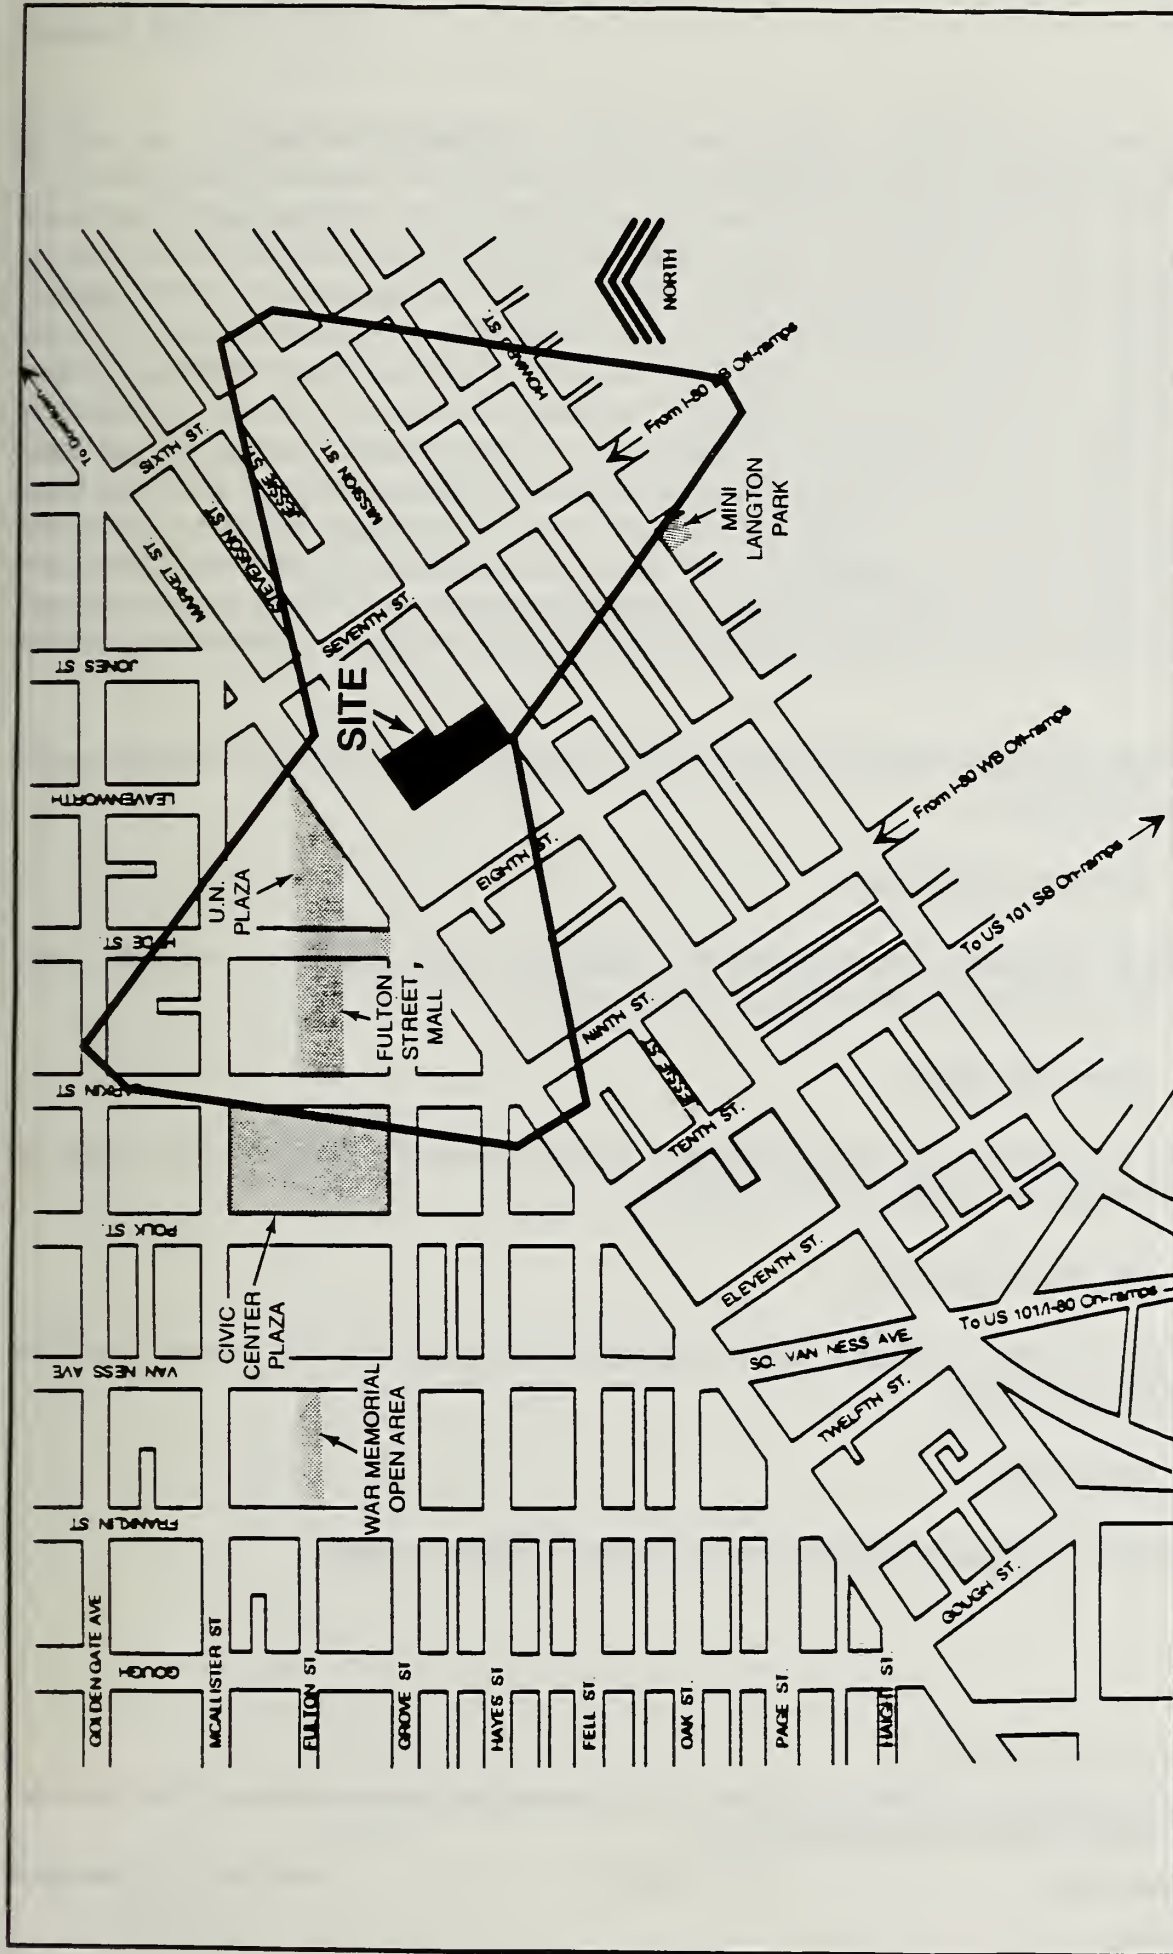 To Downtown
SIXTH ST.
JESSIE ST.
MISSION ST.
STEVENSON ST.
MARKET ST.
SEVENTH ST.
HOWARD ST.
NORTH
From I-80 EB Off-ramps
MINI
LANGTON
PARK
JONES ST
SITE
LEAVENWORTH
U.N.
PLAZA
HYDE ST.
FULTON
STREET,
MALL
EIGHTH ST.
NINTH ST.
JESSIE ST
TENTH ST.
From I-80 WB Off-ramps
To US 101 SB On-ramps
LARKIN ST
POLK ST.
CIVIC
CENTER
PLAZA
ELEVENTH ST.
VAN NESS AVE
WAR MEMORIAL
OPEN AREA
SO. VAN NESS AVE.
To US 101/I-80 On-ramps
TWELFTH ST.
FRANKLIN ST
GOUGH ST.
GOLDEN GATE AVE
GOUGH
MCALLISTER ST
FULTON ST
GROVE ST
HAYES ST
FELL ST.
OAK ST.
PAGE ST.
HAIGHT ST.